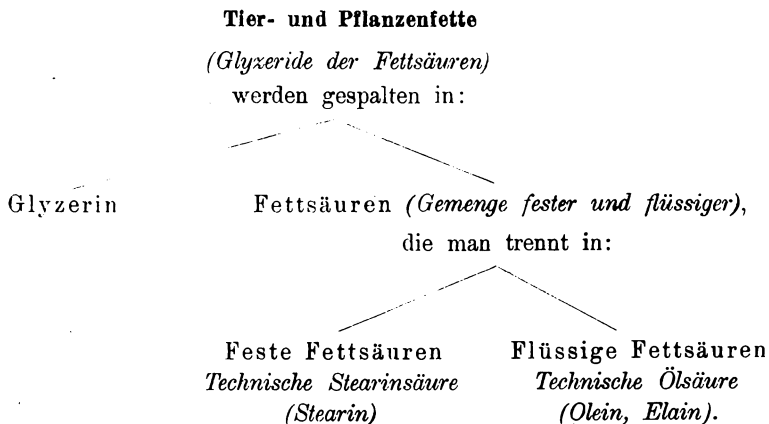 Tier- und Pflanzenfette
(Glyzeride der Fettsäuren)
werden gespalten in:
Glyzerin
Fettsäuren (Gemenge fester und flüssiger),
die man trennt in:
Feste Fettsäuren
Technische Stearinsäure
(Stearin)
Flüssige Fettsäuren
Technische Ölsäure
(Olein, Elain).